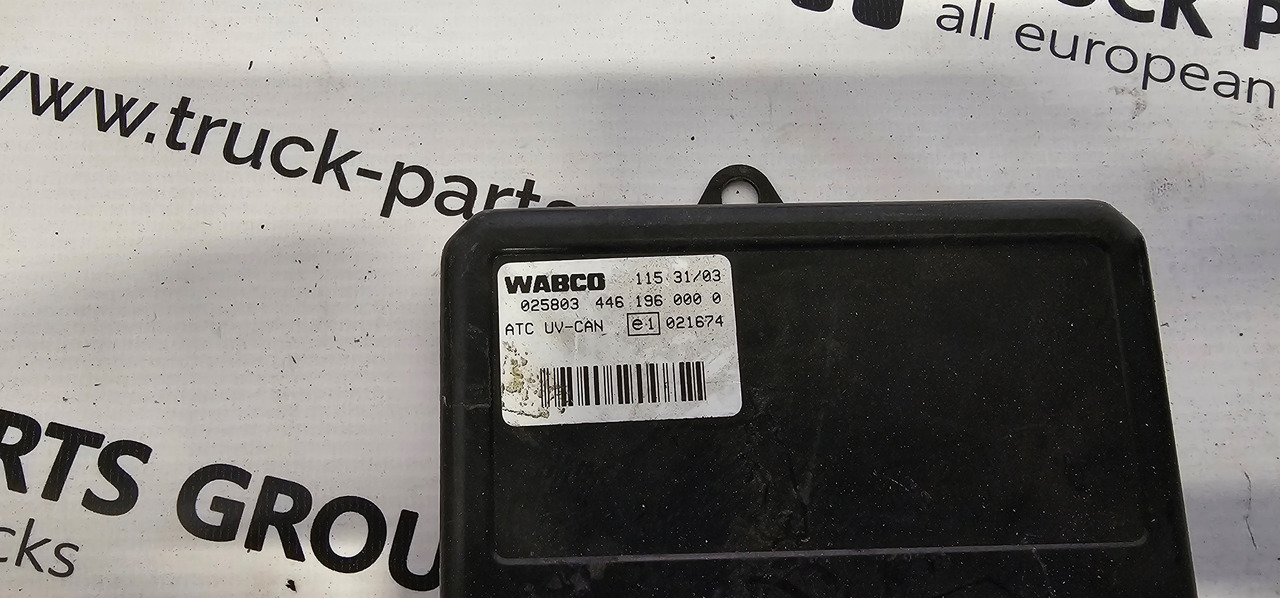 CK P
all european
www.truck-parts
WABCO 115 31/03
025803 446 196 000 0
ATC UV-CAN e1 021674
RTS GROU
cks